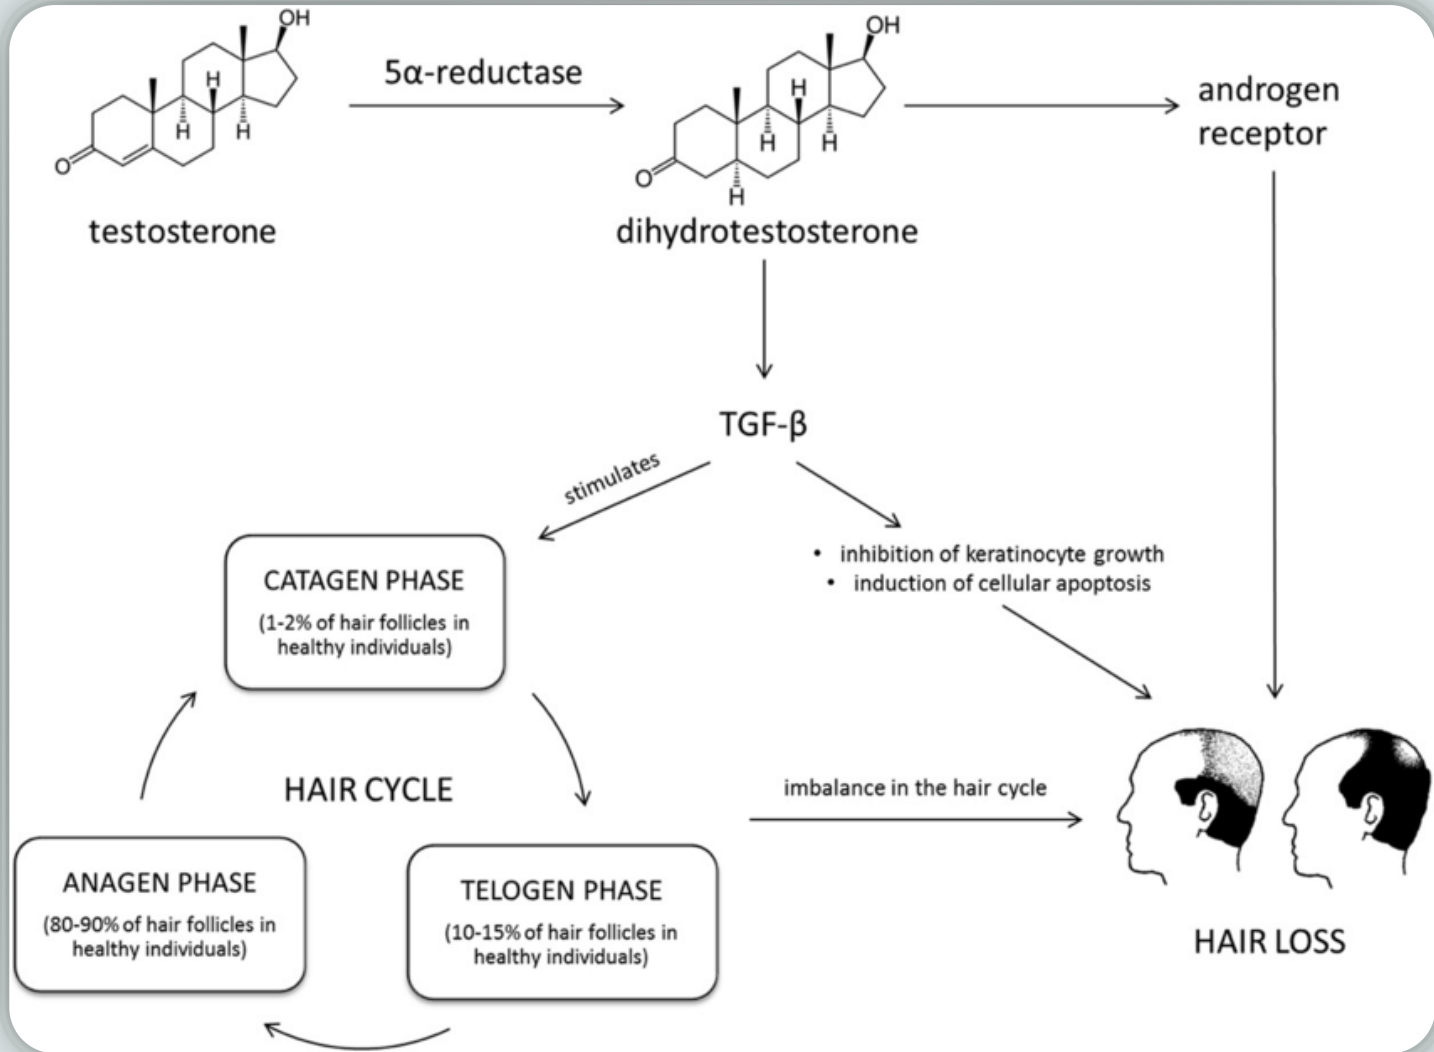 OH
OH
5α-reductase
H
H
H
H
H
H
H
O
O
androgen
receptor
testosterone
dihydrotestosterone
TGF-β
stimulates
• inhibition of keratinocyte growth
• induction of cellular apoptosis
CATAGEN PHASE
(1-2% of hair follicles in
healthy individuals)
HAIR CYCLE
imbalance in the hair cycle
ANAGEN PHASE
(80-90% of hair follicles in
healthy individuals)
TELOGEN PHASE
(10-15% of hair follicles in
healthy individuals)
HAIR LOSS